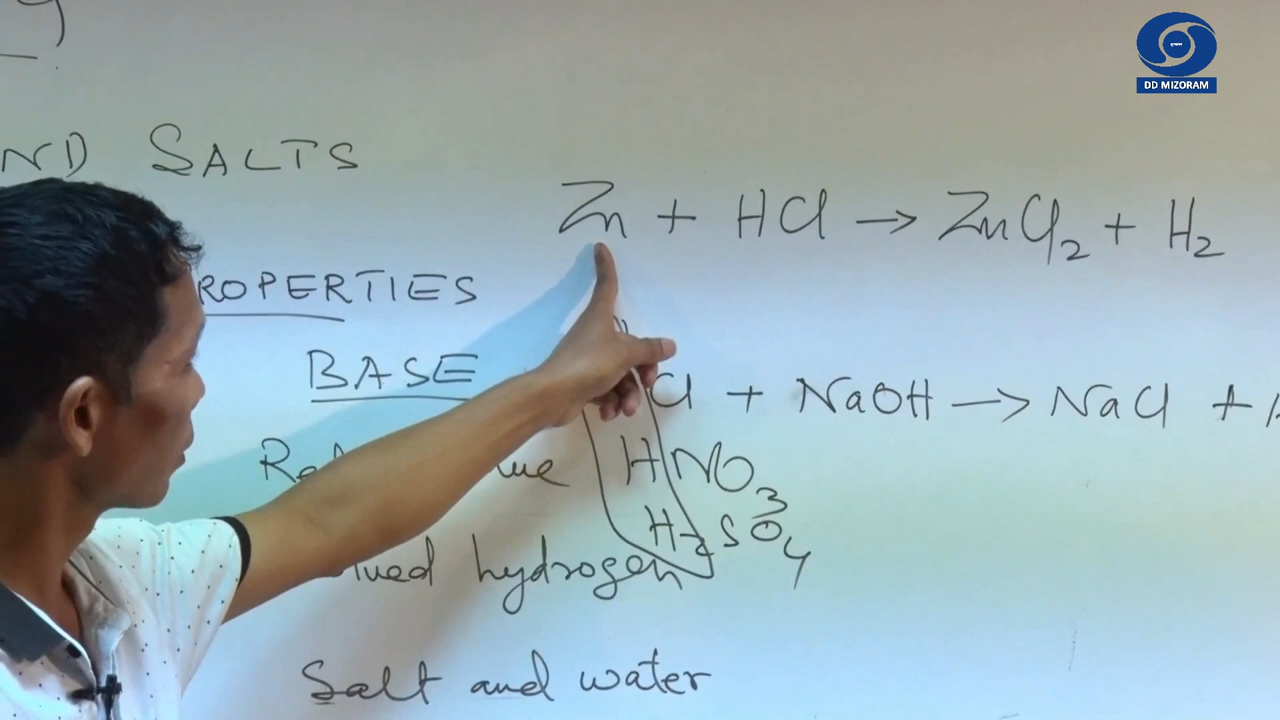 DD MIZORAM
ND SALTS
Zn + HCl → ZnCl₂ + H₂
ROPERTIES
BASE
Cl + NaOH → NaCl +
HNO₃
H₂SO₄
hydrogen
Salt and water